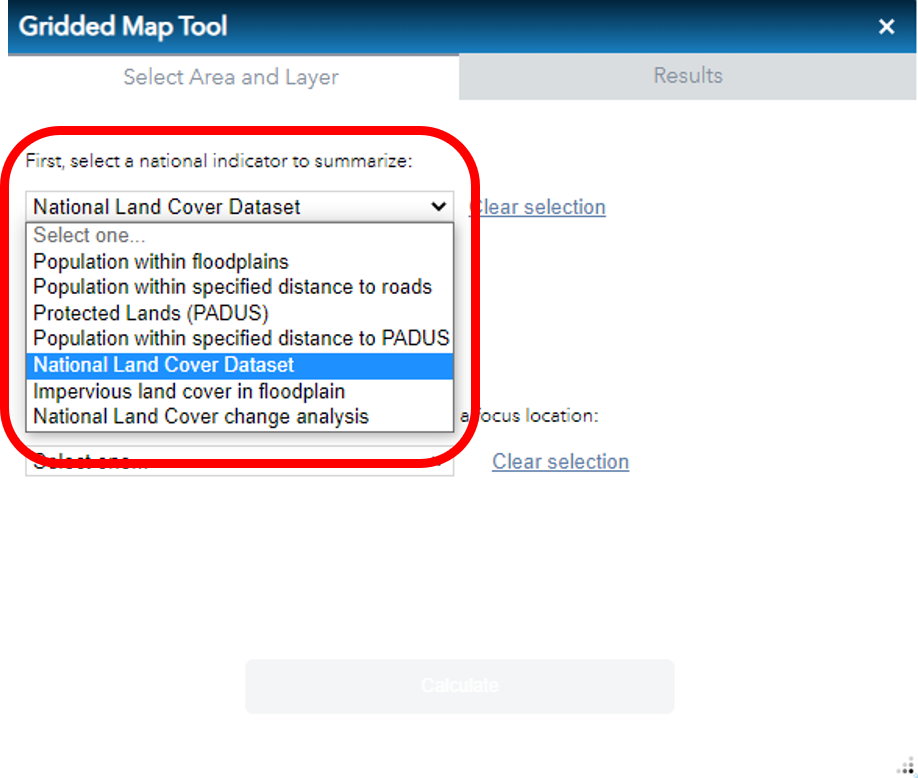 Gridded Map Tool
Select Area and Layer
Results
First, select a national indicator to summarize:
National Land Cover Dataset
Clear selection
Select one...
Population within floodplains
Population within specified distance to roads
Protected Lands (PADUS)
Population within specified distance to PADUS
National Land Cover Dataset
Impervious land cover in floodplain
National Land Cover change analysis
a focus location:
Select one...
Clear selection
Calculate